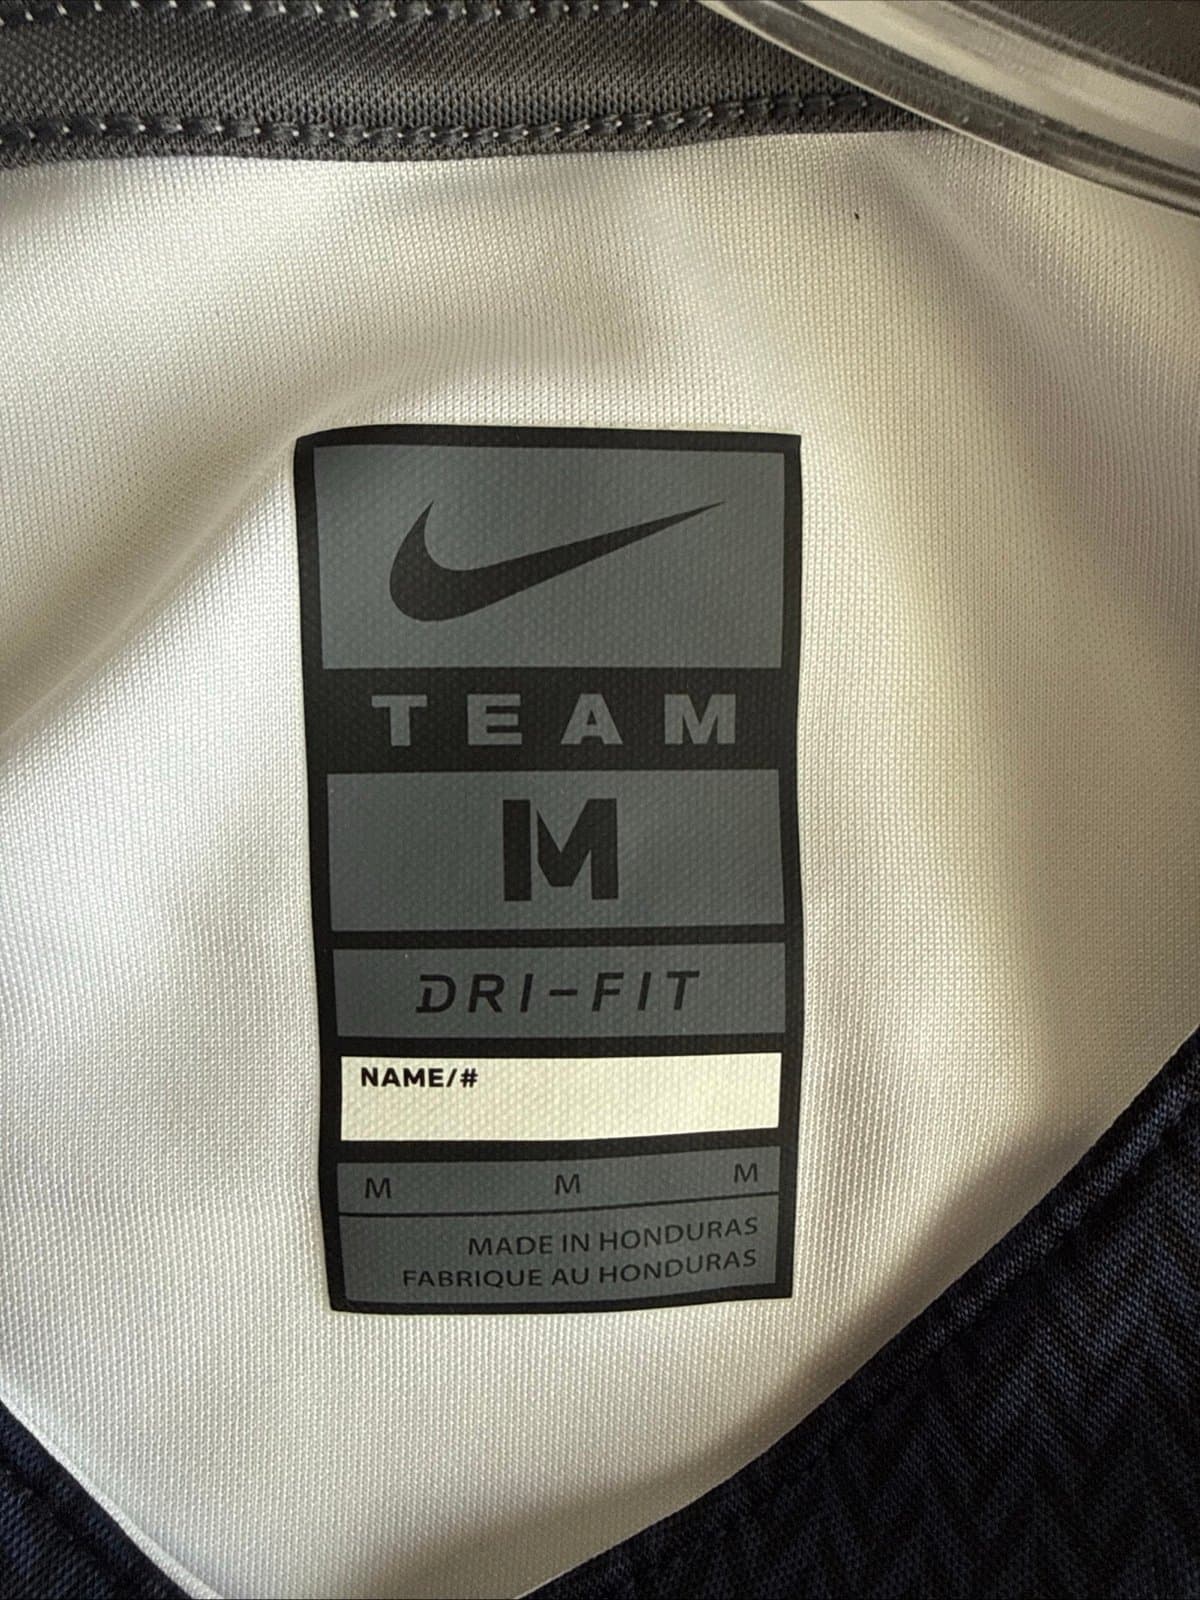 TEAM
M
DRI-FIT
NAME/#
M M M
MADE IN HONDURAS
FABRIQUE AU HONDURAS